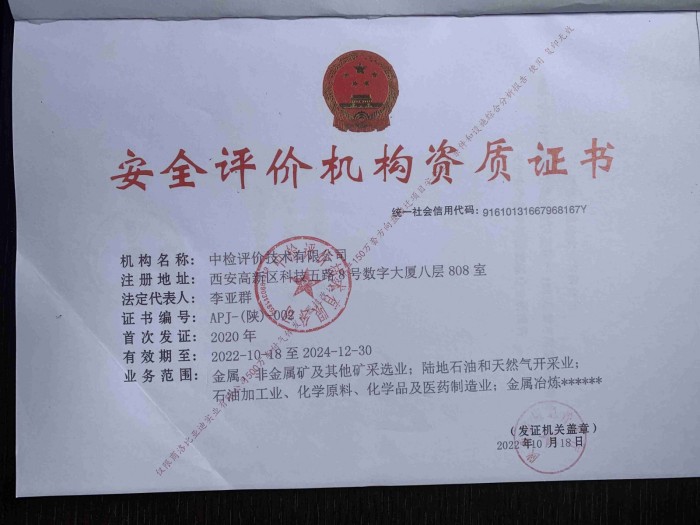 安全评价机构资质证书
统一社会信用代码：91610131667968167Y
机构名称：中检评价技术有限公司
注册地址：西安高新区科技五路8号数字大厦八层808室
法定代表人：李亚群
证书编号：APJ-(陕)-002
首次发证：2020年
有效期至：2022-10-18至2024-12-30
业务范围：金属、非金属矿及其他矿采选业；陆地石油和天然气开采业；
石油加工业、化学原料、化学品及医药制造业；金属冶炼******
（发证机关盖章）
2022年10月18日